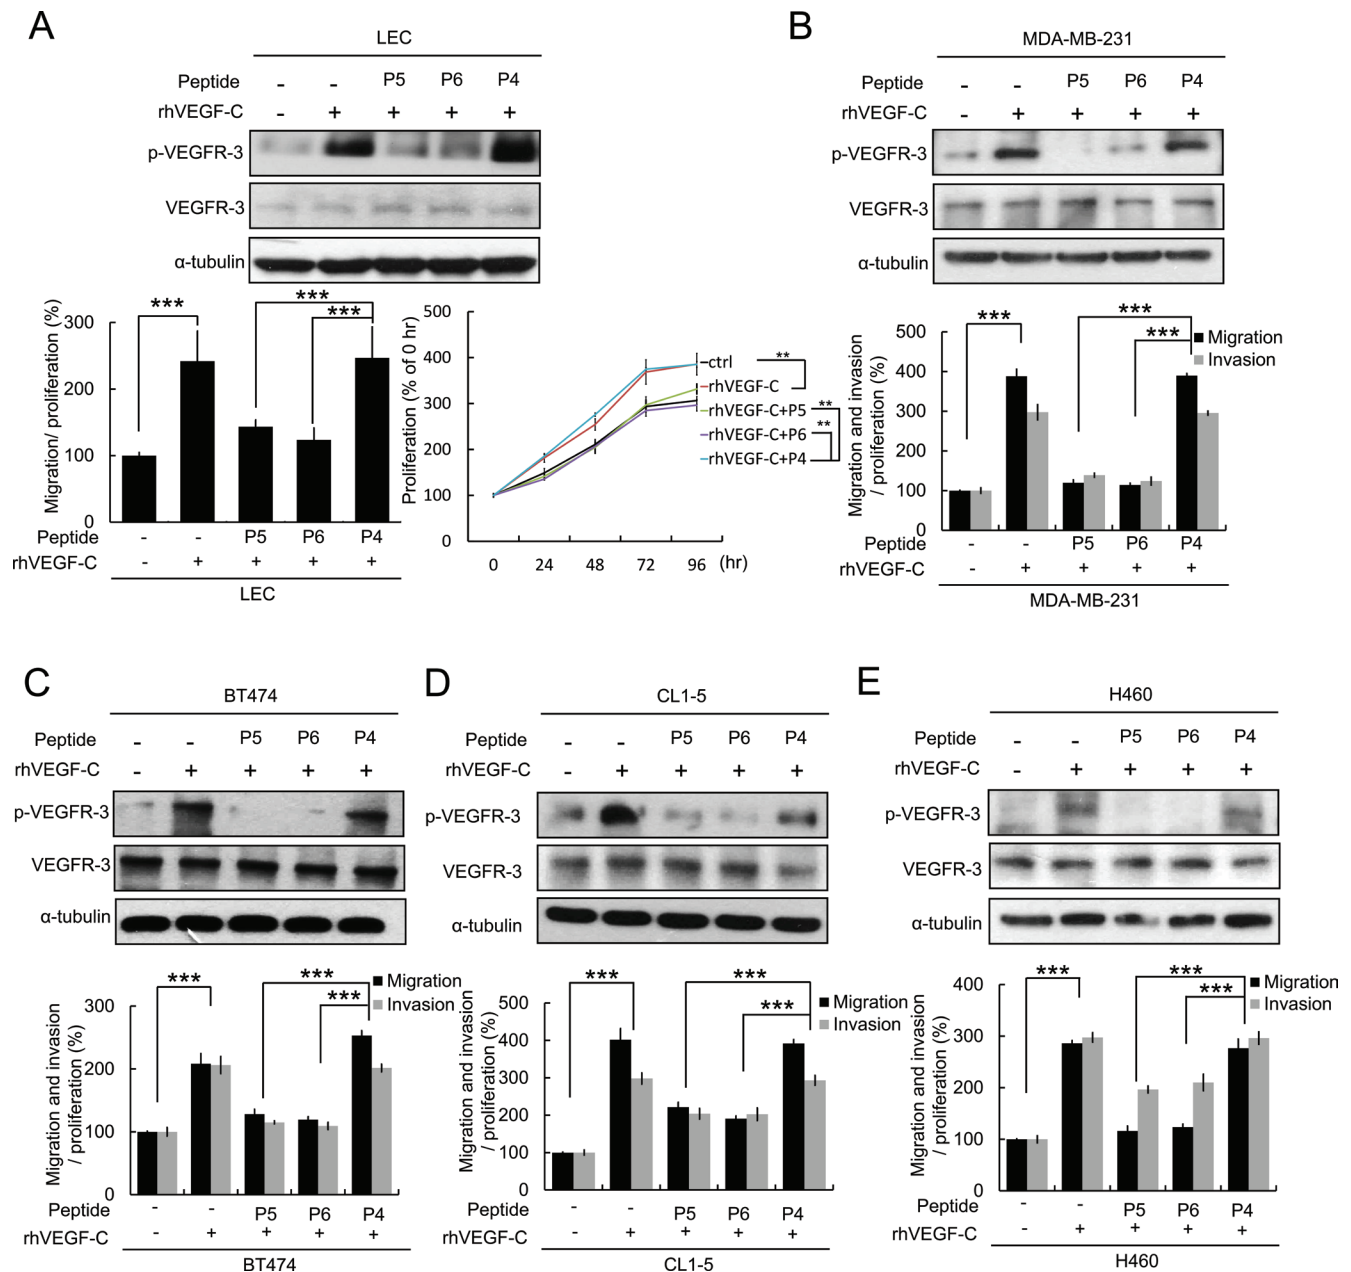 A
LEC
Peptide - - P5 P6 P4
rhVEGF-C - + + + +
p-VEGFR-3
VEGFR-3
α-tubulin
Migration/ proliferation (%)
300
200
100
0
*** *** ***
Peptide - - P5 P6 P4
rhVEGF-C - + + + +
LEC
Proliferation (% of 0 hr)
500
400
300
200
100
0
0 24 48 72 96 (hr)
ctrl **
rhVEGF-C
rhVEGF-C+P5 **
rhVEGF-C+P6 **
rhVEGF-C+P4
B
MDA-MB-231
Peptide - - P5 P6 P4
rhVEGF-C - + + + +
p-VEGFR-3
VEGFR-3
α-tubulin
Migration and invasion
/ proliferation (%)
500
400
300
200
100
0
*** *** ***
Migration
Invasion
Peptide - - P5 P6 P4
rhVEGF-C - + + + +
MDA-MB-231
C
BT474
Peptide - - P5 P6 P4
rhVEGF-C - + + + +
p-VEGFR-3
VEGFR-3
α-tubulin
Migration and invasion
/ proliferation (%)
300
200
100
0
*** *** ***
Migration
Invasion
Peptide - - P5 P6 P4
rhVEGF-C - + + + +
BT474
D
CL1-5
Peptide - - P5 P6 P4
rhVEGF-C - + + + +
p-VEGFR-3
VEGFR-3
α-tubulin
Migration and invasion
/ proliferation (%)
500
400
300
200
100
0
*** *** ***
Migration
Invasion
Peptide - - P5 P6 P4
rhVEGF-C - + + + +
CL1-5
E
H460
Peptide - - P5 P6 P4
rhVEGF-C - + + + +
p-VEGFR-3
VEGFR-3
α-tubulin
Migration and invasion
/ proliferation (%)
400
300
200
100
0
*** *** ***
Migration
Invasion
Peptide - - P5 P6 P4
rhVEGF-C - + + + +
H460